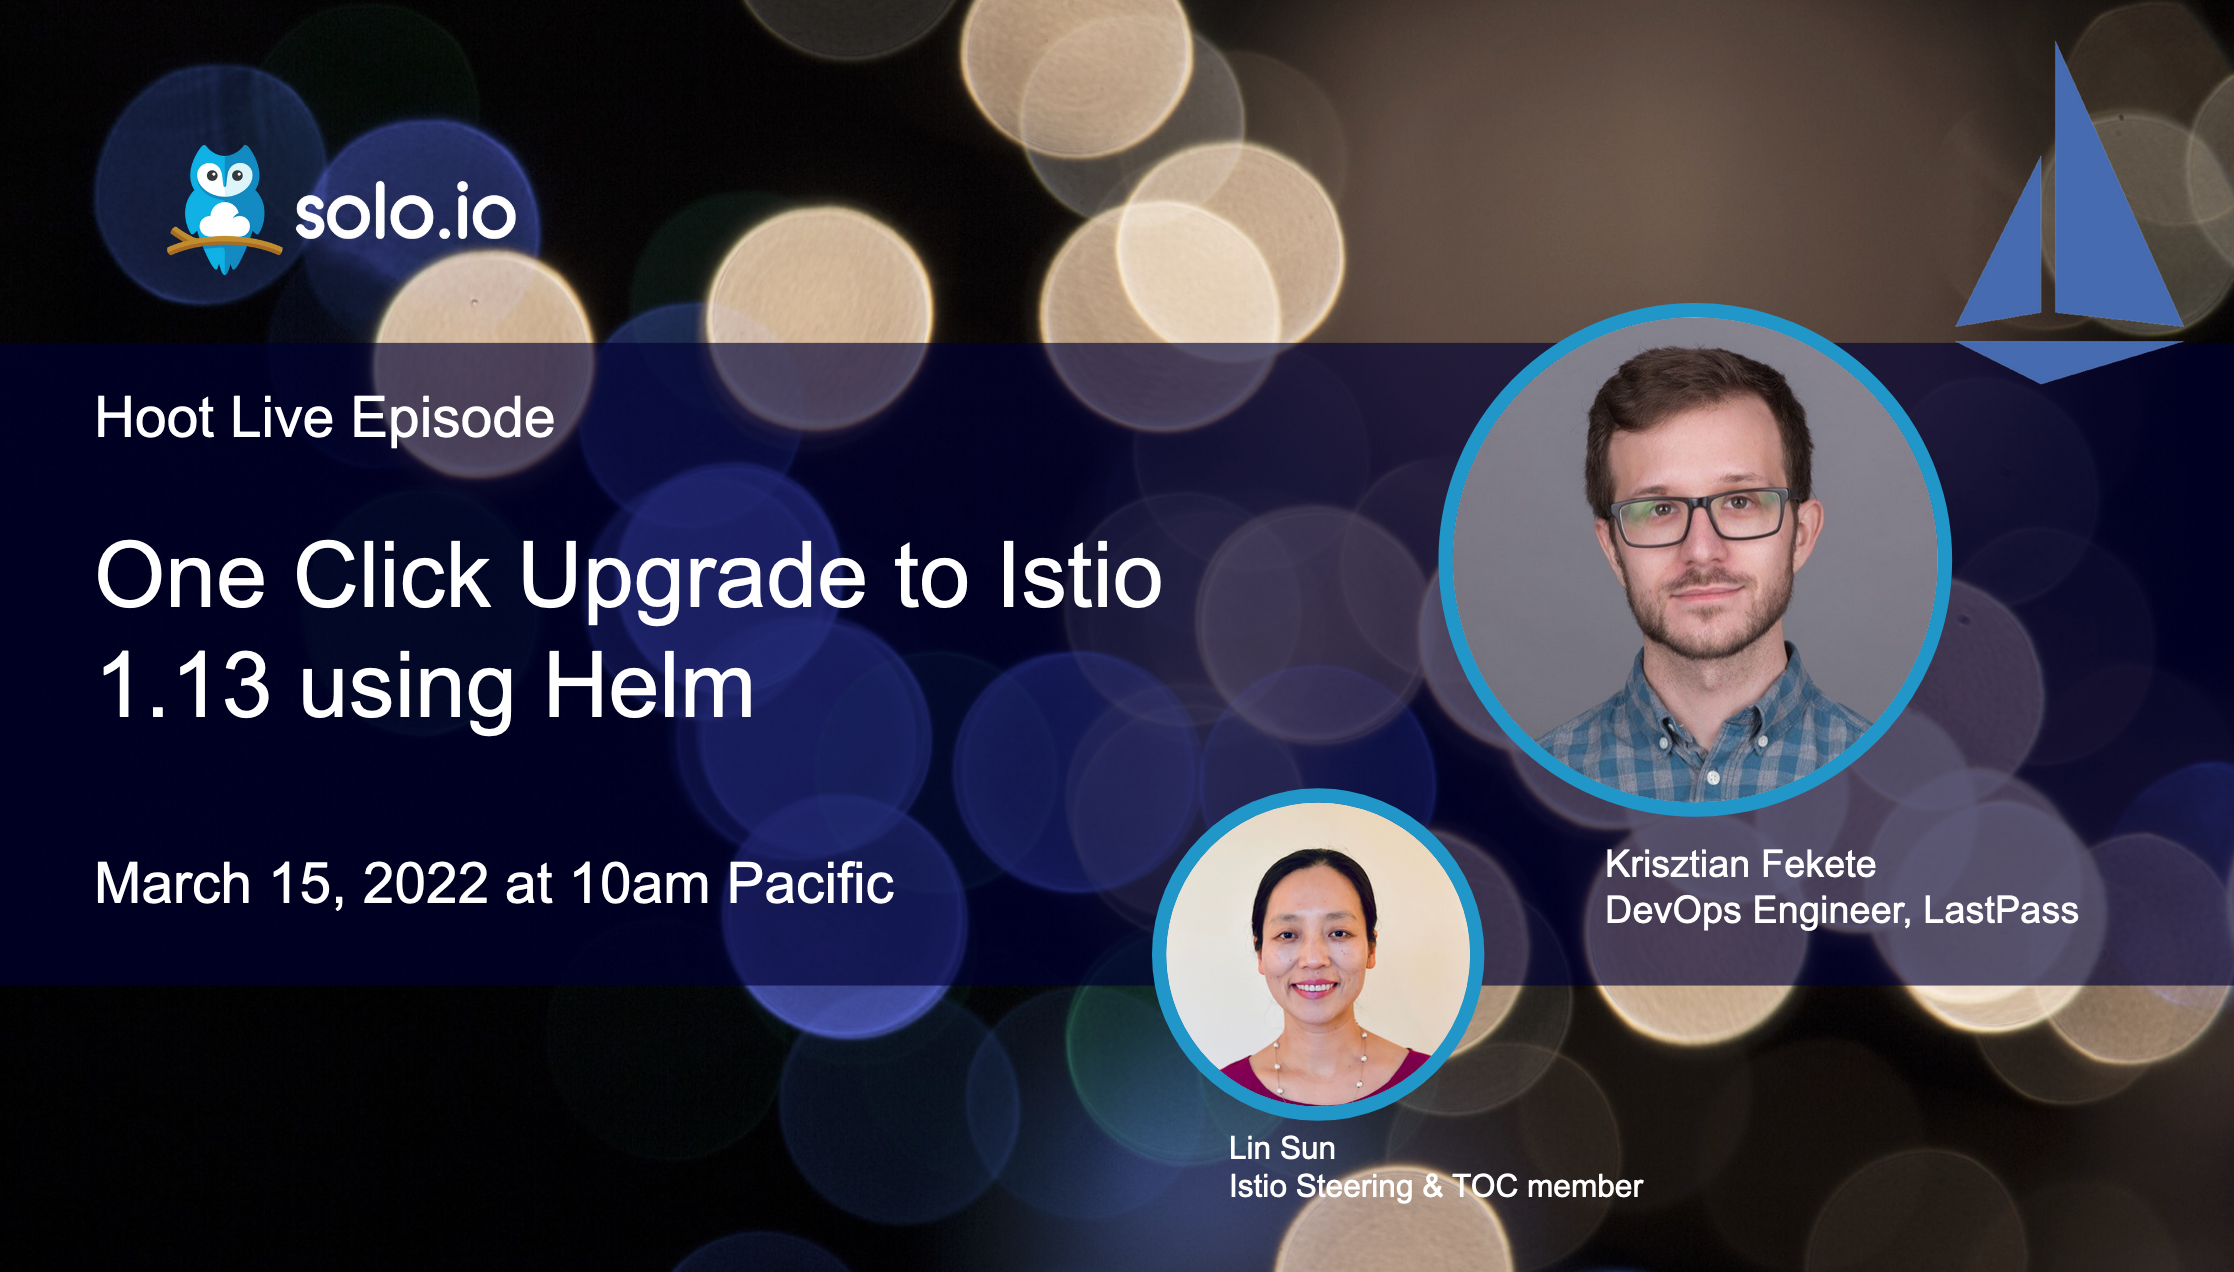 solo.io
Hoot Live Episode
One Click Upgrade to Istio
1.13 using Helm
March 15, 2022 at 10am Pacific
Krisztian Fekete
DevOps Engineer, LastPass
Lin Sun
Istio Steering & TOC member